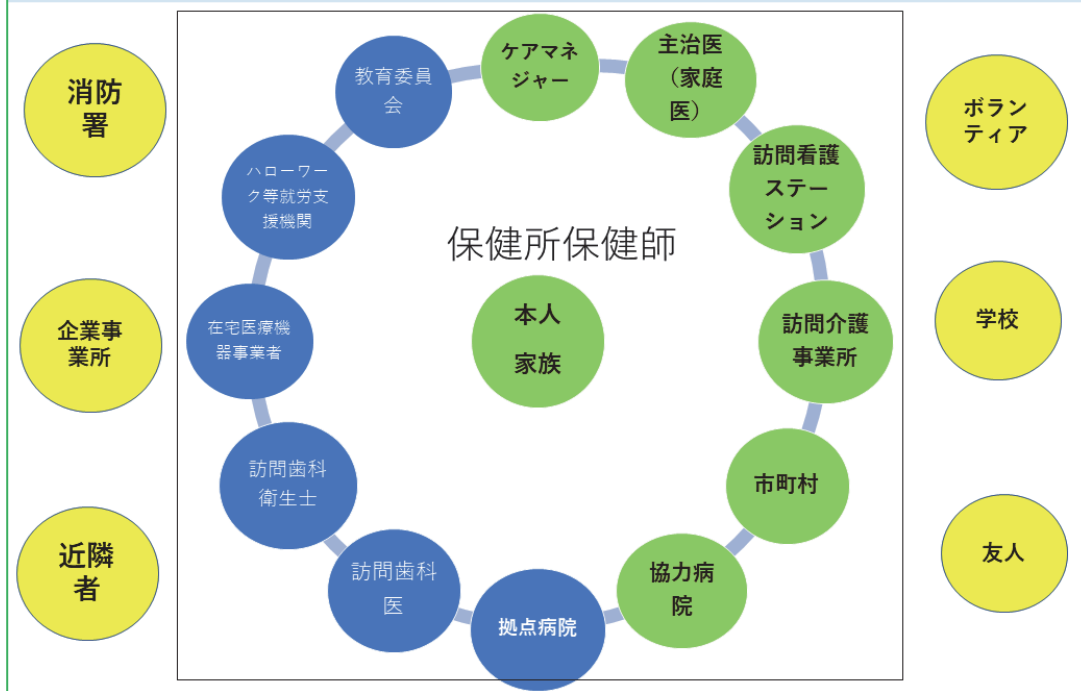 消防
署
企業事
業所
近隣
者
ケアマネ
ジャー
主治医
（家庭
医）
訪問看護
ステー
ション
訪問介護
事業所
市町村
協力病
院
拠点病院
訪問歯科
医
訪問歯科
衛生士
在宅医療機
器事業者
ハローワー
ク等就労支
援機関
教育委員
会
保健所保健師
本人
家族
ボラン
ティア
学校
友人